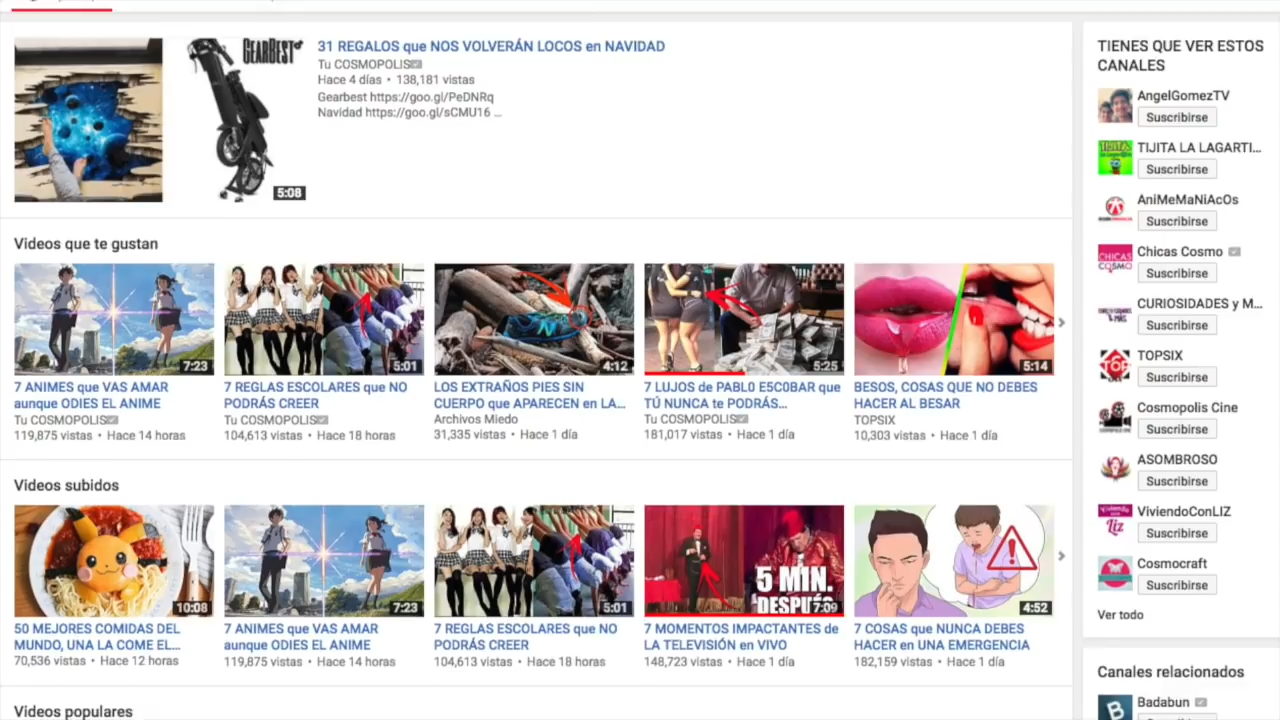 GEARBEST
5:08
31 REGALOS que NOS VOLVERÁN LOCOS en NAVIDAD
Tu COSMOPOLIS
Hace 4 días • 138,181 vistas
Gearbest https://goo.gl/PeDNRq
Navidad https://goo.gl/sCMU16 ...
Videos que te gustan
7:23
7 ANIMES que VAS AMAR
aunque ODIES EL ANIME
Tu COSMOPOLIS
119,875 vistas • Hace 14 horas
5:01
7 REGLAS ESCOLARES que NO
PODRÁS CREER
Tu COSMOPOLIS
104,613 vistas • Hace 18 horas
4:12
LOS EXTRAÑOS PIES SIN
CUERPO que APARECEN en LA...
Archivos Miedo
31,335 vistas • Hace 1 día
5:25
7 LUJOS de PABL0 E5C0BAR que
TÚ NUNCA te PODRÁS...
Tu COSMOPOLIS
181,017 vistas • Hace 1 día
5:14
BESOS, COSAS QUE NO DEBES
HACER AL BESAR
TOPSIX
10,303 vistas • Hace 1 día
Videos subidos
10:08
50 MEJORES COMIDAS DEL
MUNDO, UNA LA COME EL...
70,536 vistas • Hace 12 horas
7:23
7 ANIMES que VAS AMAR
aunque ODIES EL ANIME
119,875 vistas • Hace 14 horas
5:01
7 REGLAS ESCOLARES que NO
PODRÁS CREER
104,613 vistas • Hace 18 horas
5 MIN.
DESPUÉS
7:09
7 MOMENTOS IMPACTANTES de
LA TELEVISIÓN en VIVO
148,723 vistas • Hace 1 día
4:52
7 COSAS que NUNCA DEBES
HACER en UNA EMERGENCIA
182,159 vistas • Hace 1 día
Videos populares
TIENES QUE VER ESTOS
CANALES
AngelGomezTV
Suscribirse
TIJITA LA LAGARTI...
Suscribirse
AniMeMaNiAcOs
Suscribirse
CHICAS
COSMO
Chicas Cosmo
Suscribirse
CURIOSIDADES y M...
Suscribirse
TOP
TOPSIX
Suscribirse
Cosmopolis Cine
Suscribirse
ASOMBROSO
Suscribirse
Viviendo
Liz
ViviendoConLIZ
Suscribirse
Cosmocraft
Suscribirse
Ver todo
Canales relacionados
B
Badabun